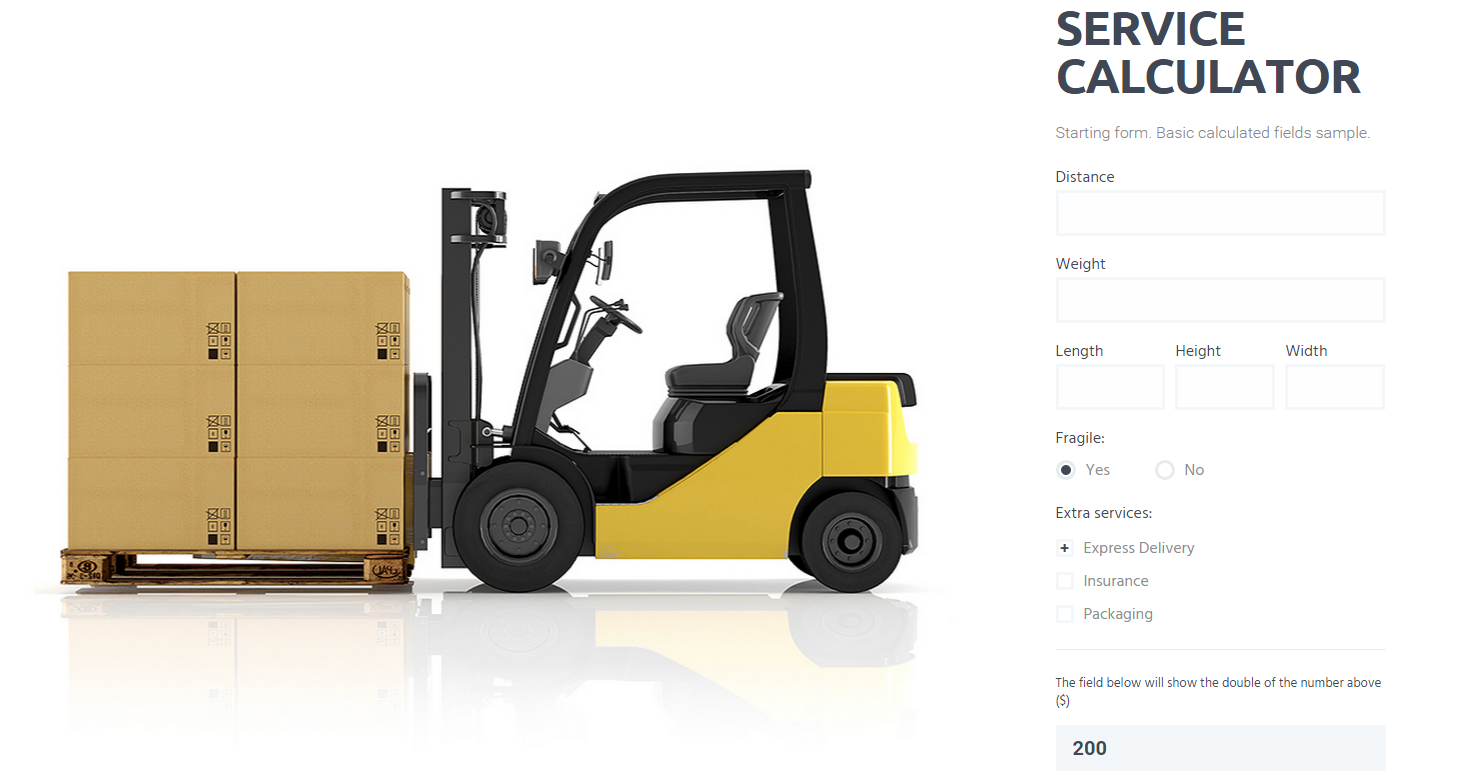 SERVICE
CALCULATOR
Starting form. Basic calculated fields sample.
Distance
Weight
Length Height Width
Fragile:
Yes No
Extra services:
Express Delivery
Insurance
Packaging
The field below will show the double of the number above
($)
200